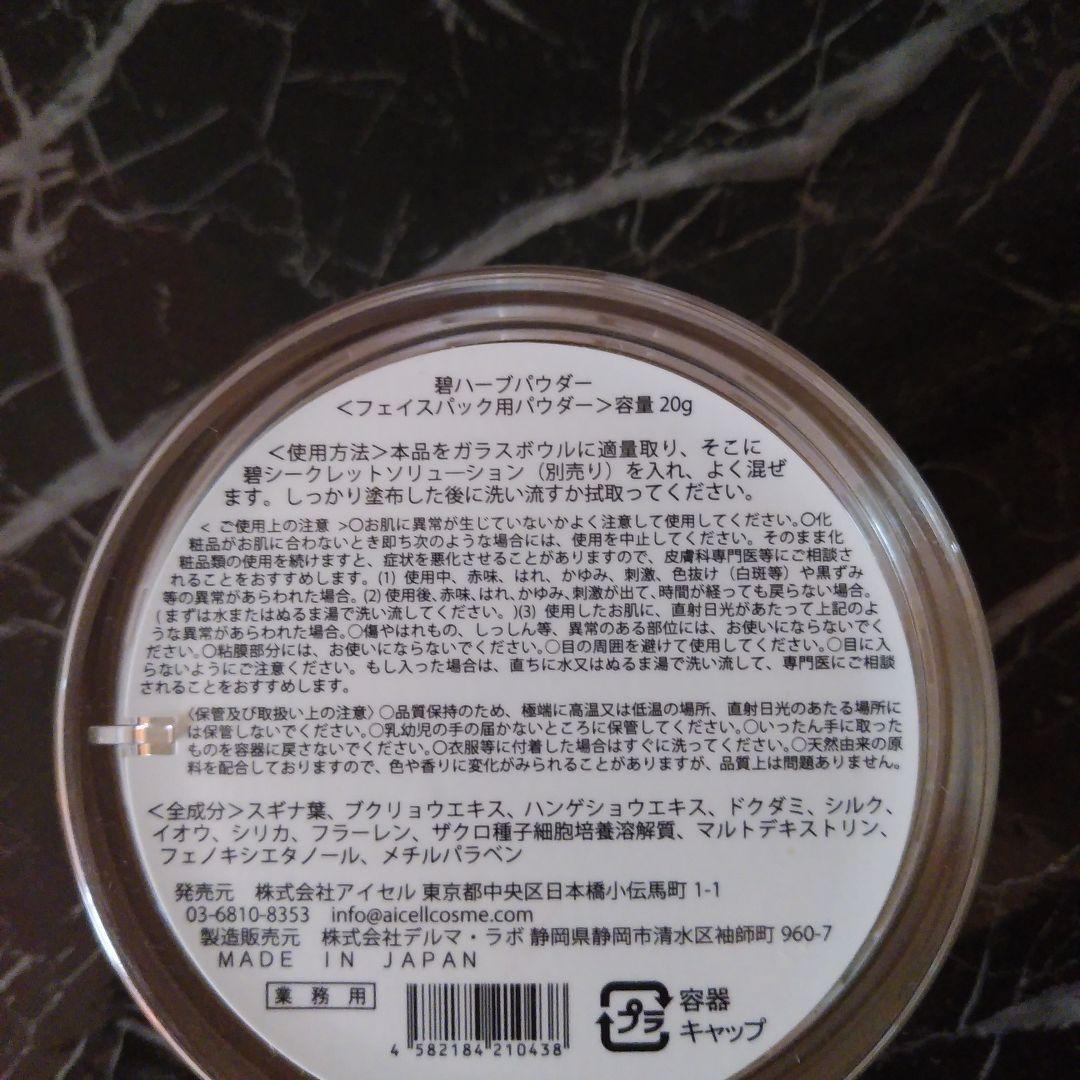 碧ハーブパウダー
＜フェイスパック用パウダー＞容量 20g
＜使用方法＞本品をガラスボウルに適量取り、そこに
碧シークレットソリューション（別売り）を入れ、よく混ぜ
ます。しっかり塗布した後に洗い流すか拭取ってください。
＜ ご使用上の注意 ＞○お肌に異常が生じていないかよく注意して使用してください。○化
粧品がお肌に合わないとき即ち次のような場合には、使用を中止してください。そのまま化
粧品類の使用を続けますと、症状を悪化させることがありますので、皮膚科専門医等にご相談さ
れることをおすすめします。(1) 使用中、赤味、はれ、かゆみ、刺激、色抜け（白斑等）や黒ずみ
等の異常があらわれた場合。(2) 使用後、赤味、はれ、かゆみ、刺激が出て、時間が経っても戻らない場合。
( まずは水またはぬるま湯で洗い流してください。)(3) 使用したお肌に、直射日光があたって上記のよ
うな異常があらわれた場合。○傷やはれもの、しっしん等、異常のある部位には、お使いにならないでく
ださい。○粘膜部分には、お使いにならないでください。○目の周囲を避けて使用してください。○目に入
らないようにご注意ください。もし入った場合は、直ちに水又はぬるま湯で洗い流して、専門医にご相談
されることをおすすめします。
〈保管及び取扱い上の注意〉○品質保持のため、極端に高温又は低温の場所、直射日光のあたる場所に
は保管しないでください。○乳幼児の手の届かないところに保管してください。○いったん手に取った
ものを容器に戻さないでください。○衣服等に付着した場合はすぐに洗ってください。○天然由来の原
料を配合しておりますので、色や香りに変化がみられることがありますが、品質上は問題ありません。
＜全成分＞スギナ葉、ブクリョウエキス、ハンゲショウエキス、ドクダミ、シルク、
イオウ、シリカ、フラーレン、ザクロ種子細胞培養溶解質、マルトデキストリン、
フェノキシエタノール、メチルパラベン
発売元 株式会社アイセル 東京都中央区日本橋小伝馬町 1-1
03-6810-8353 info@aicellcosme.com
製造販売元 株式会社デルマ・ラボ 静岡県静岡市清水区袖師町 960-7
MADE IN JAPAN
業務用
プラ
容器
キャップ
4 582184 210438